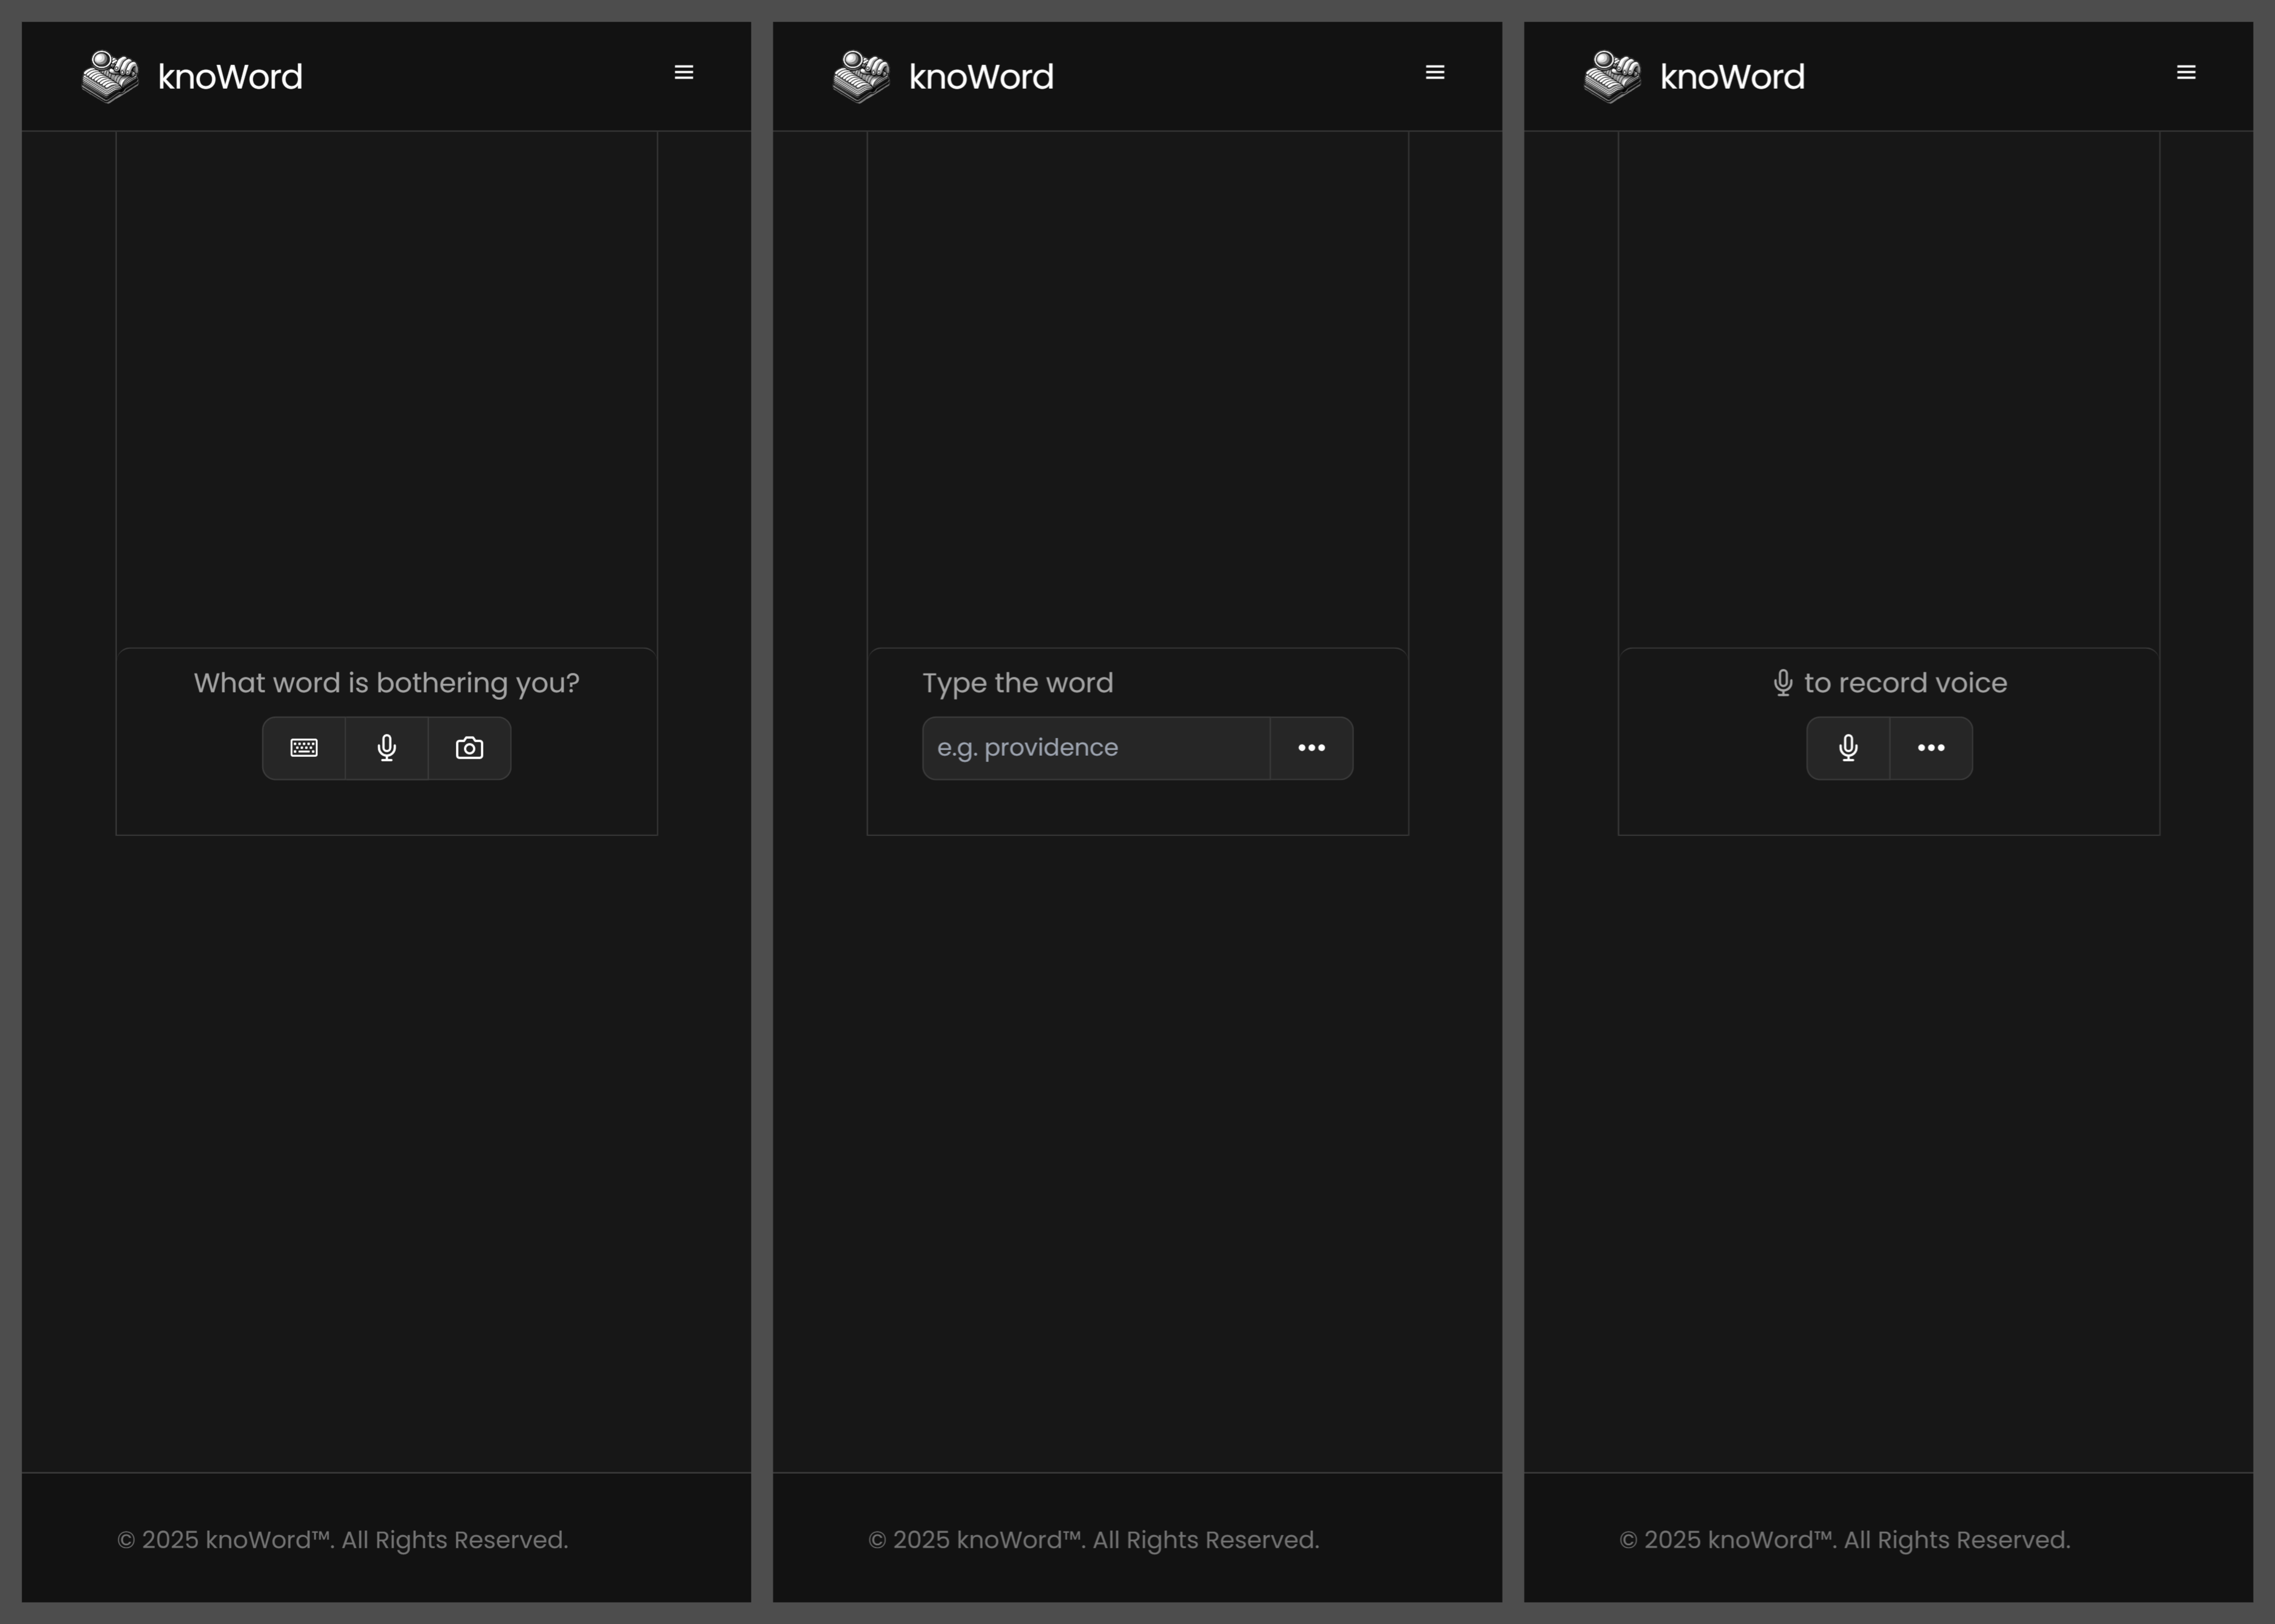 knoWord
What word is bothering you?
© 2025 knoWord™. All Rights Reserved.
knoWord
Type the word
e.g. providence
© 2025 knoWord™. All Rights Reserved.
knoWord
to record voice
© 2025 knoWord™. All Rights Reserved.